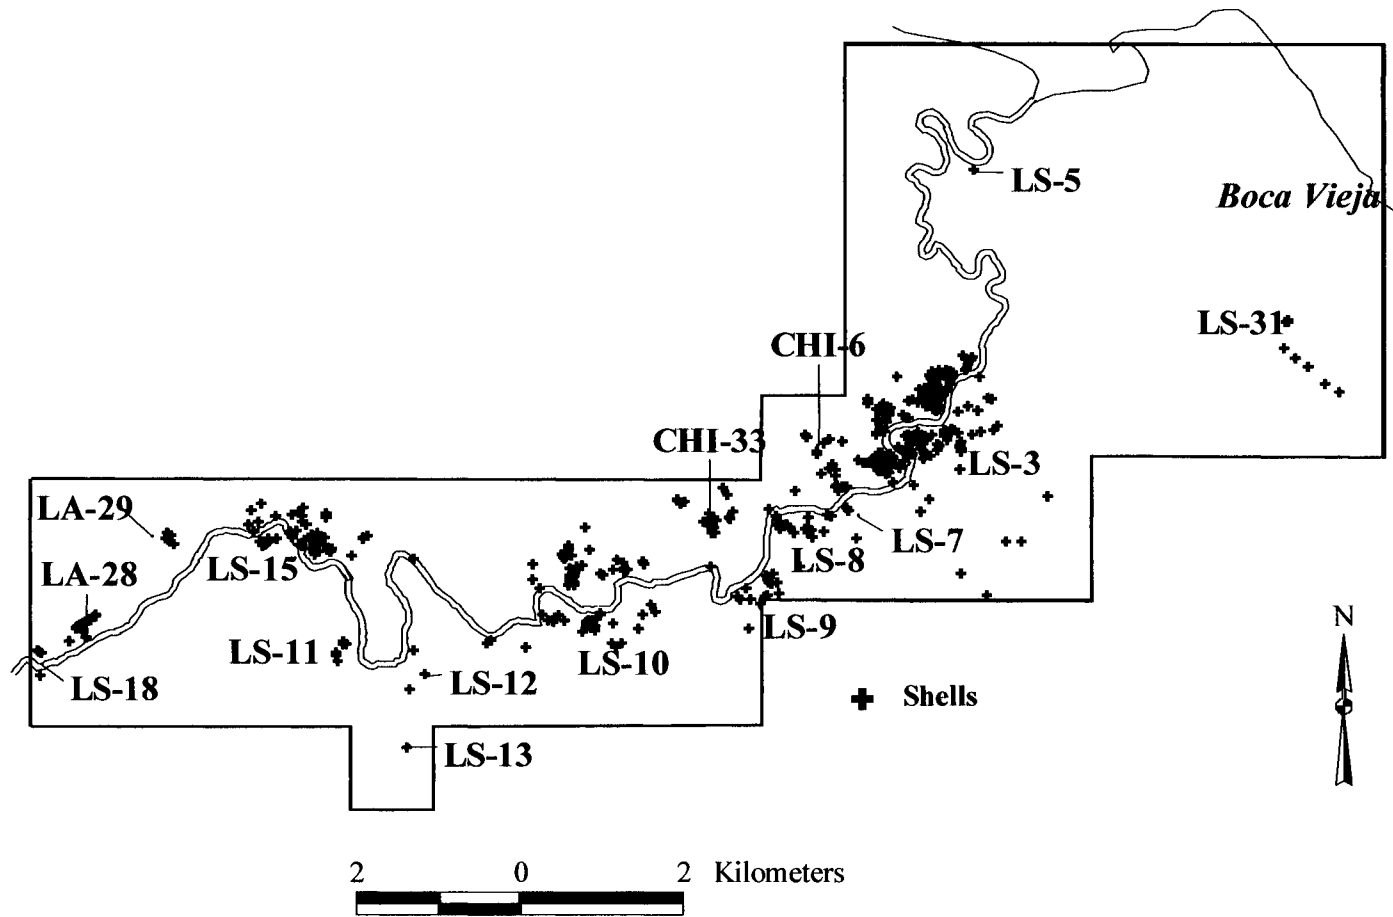 LS-5
Boca Vieja
LS-31
CHI-6
CHI-33
LS-3
LA-29
LS-7
LS-8
LS-15
LA-28
LS-9
LS-11
LS-10
LS-18
LS-12
N
Shells
LS-13
2 0 2 Kilometers